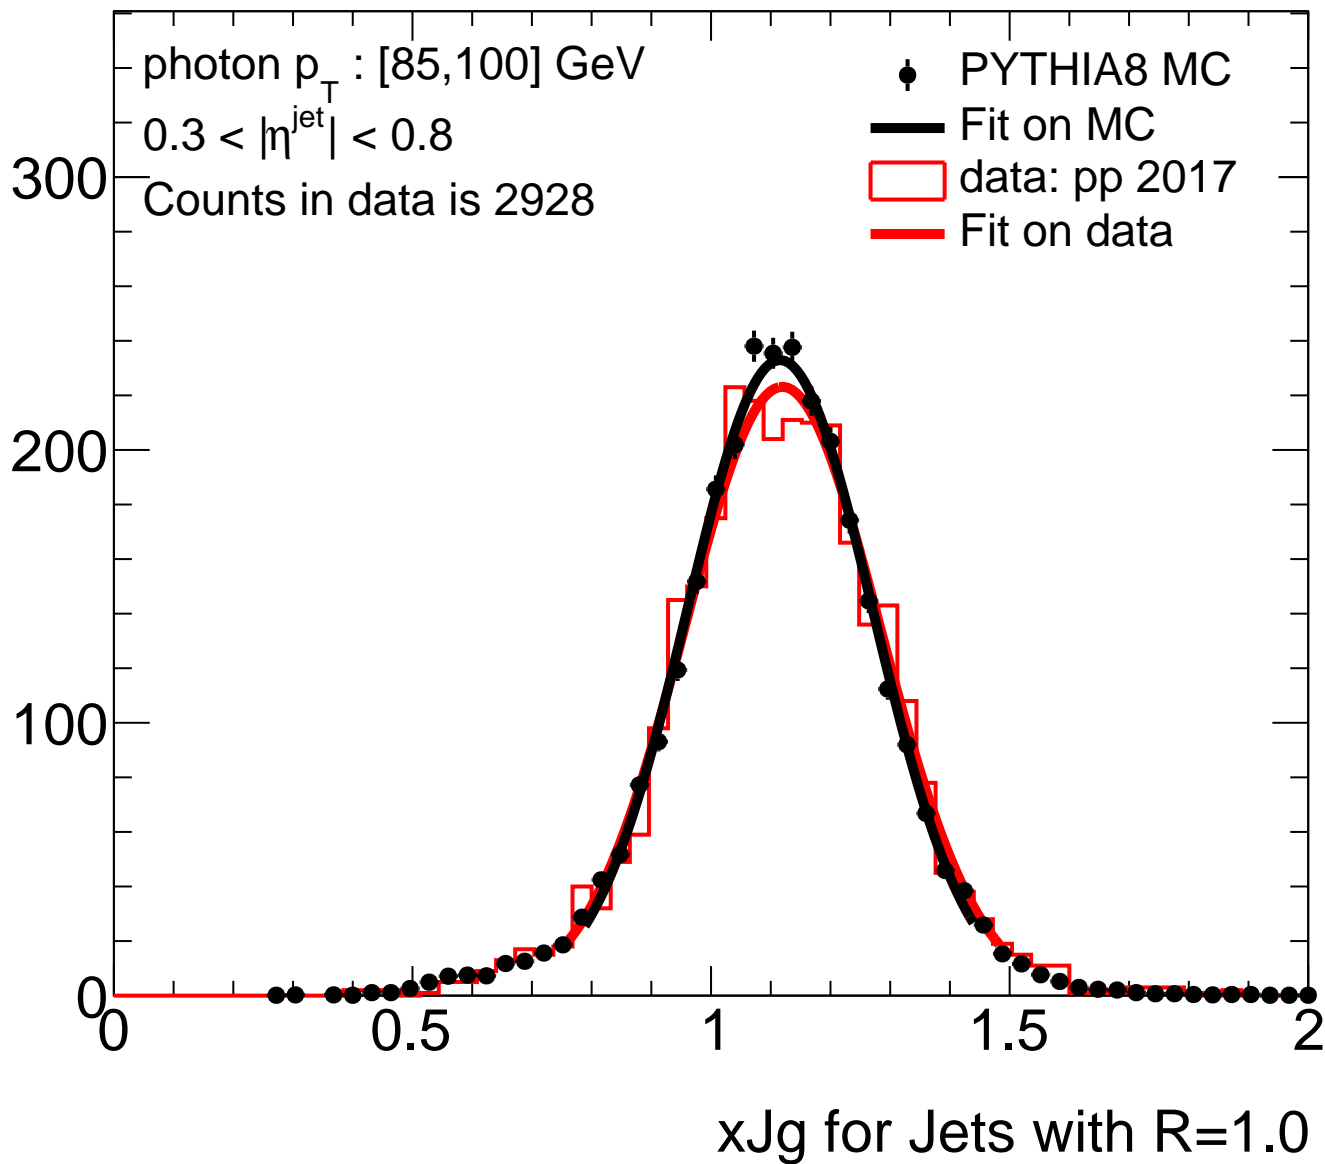 photon p_T : [85,100] GeV
0.3 < |η^jet| < 0.8
Counts in data is 2928
PYTHIA8 MC
Fit on MC
data: pp 2017
Fit on data
300
200
100
0
0 0.5 1 1.5 2
xJg for Jets with R=1.0